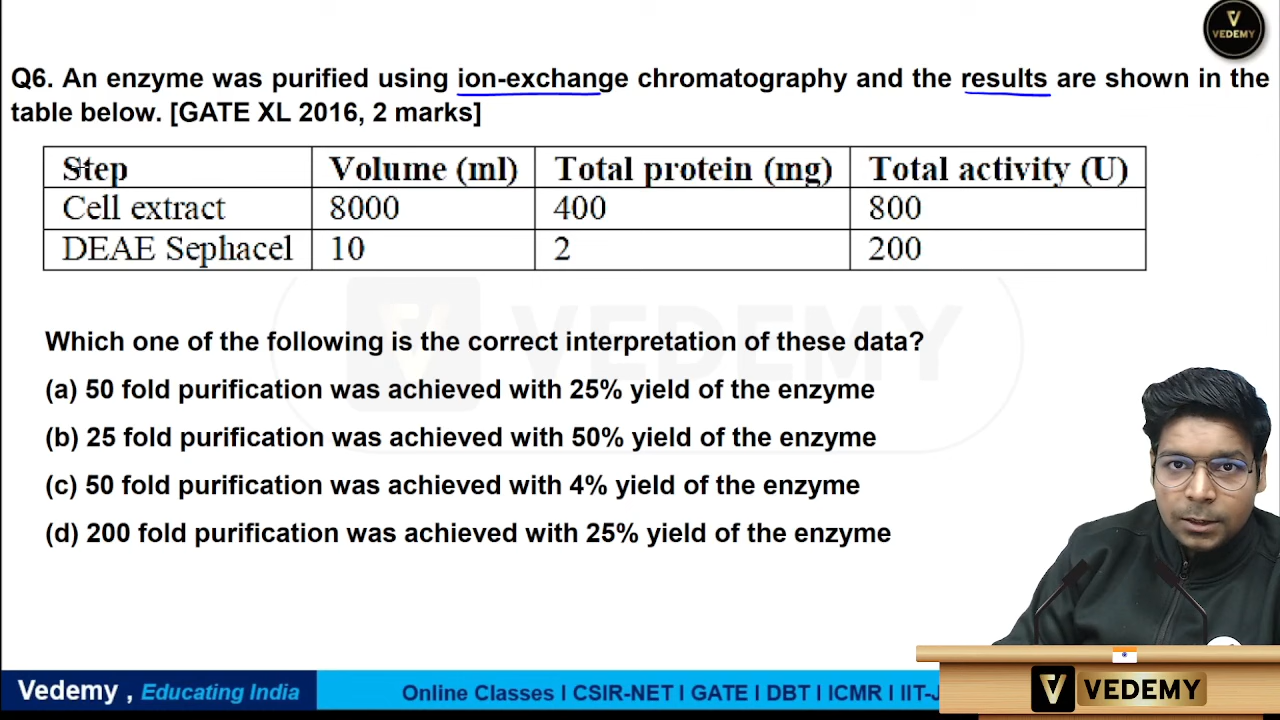 VEDEMY
Q6. An enzyme was purified using ion-exchange chromatography and the results are shown in the
table below. [GATE XL 2016, 2 marks]
Step Volume (ml) Total protein (mg) Total activity (U)
Cell extract 8000 400 800
DEAE Sephacel 10 2 200
VEDEMY
Which one of the following is the correct interpretation of these data?
(a) 50 fold purification was achieved with 25% yield of the enzyme
(b) 25 fold purification was achieved with 50% yield of the enzyme
(c) 50 fold purification was achieved with 4% yield of the enzyme
(d) 200 fold purification was achieved with 25% yield of the enzyme
Vedemy , Educating India
Online Classes I CSIR-NET I GATE I DBT I ICMR I IIT-J
VEDEMY